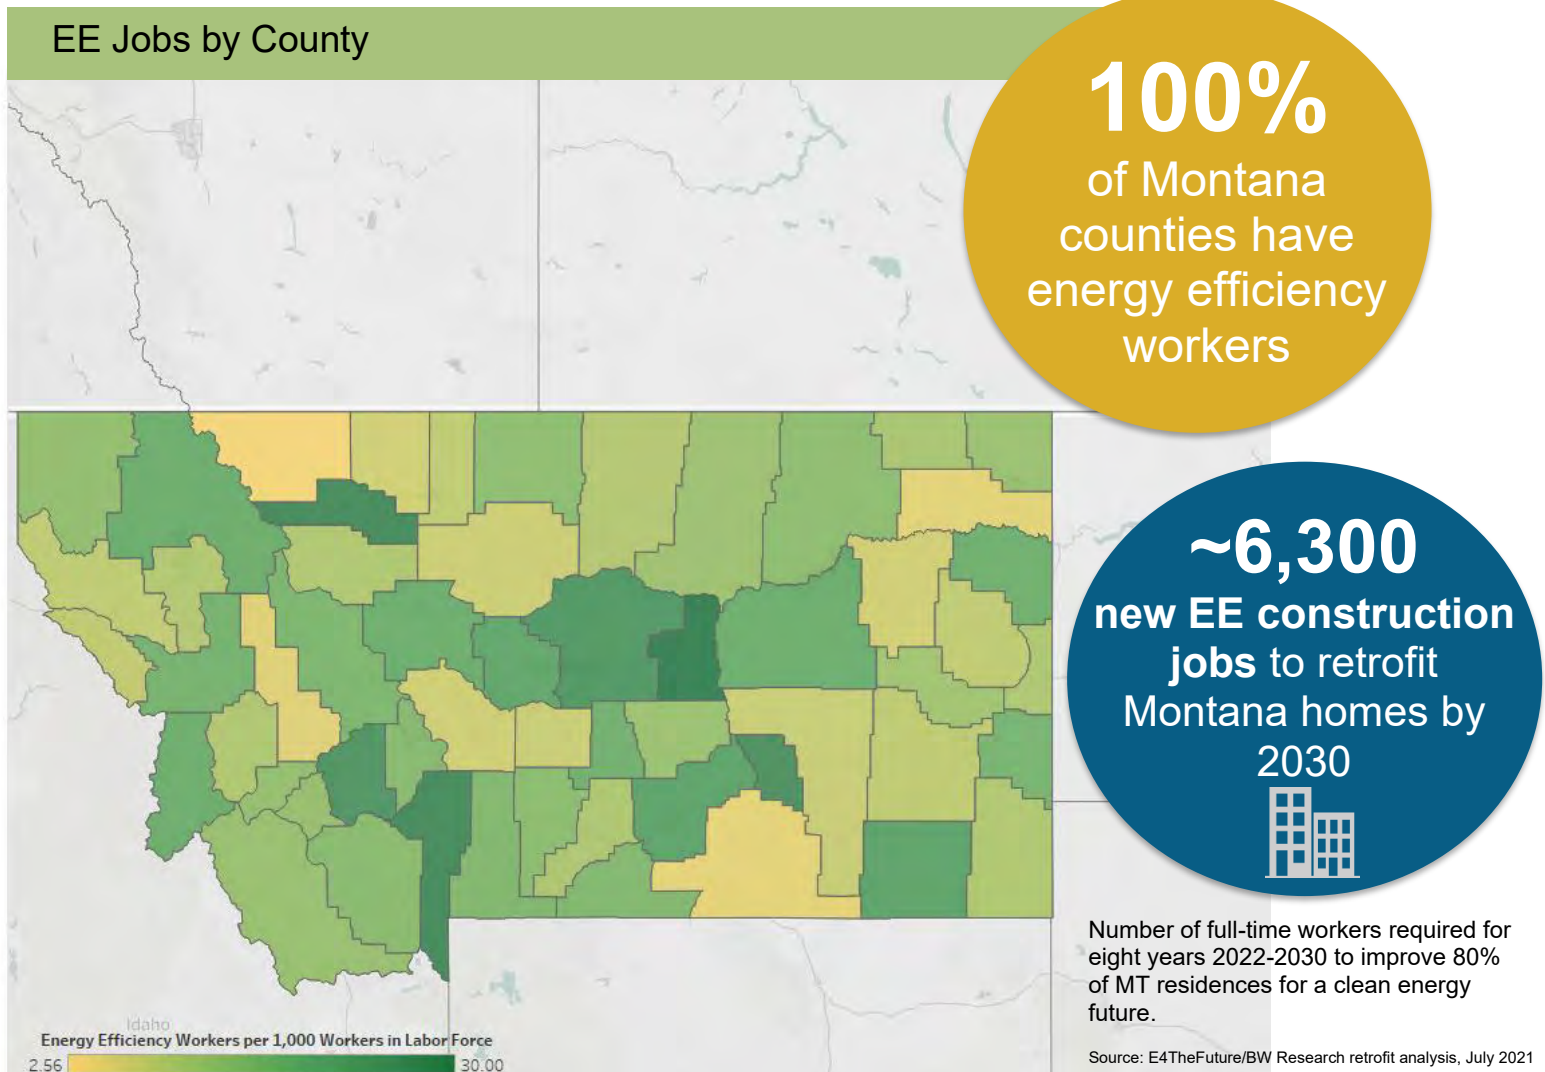 EE Jobs by County
100%
of Montana
counties have
energy efficiency
workers
~6,300
new EE construction
jobs to retrofit
Montana homes by
2030
Number of full-time workers required for
eight years 2022-2030 to improve 80%
of MT residences for a clean energy
future.
Source: E4TheFuture/BW Research retrofit analysis, July 2021
Idaho
Energy Efficiency Workers per 1,000 Workers in Labor Force
2.56
30.00